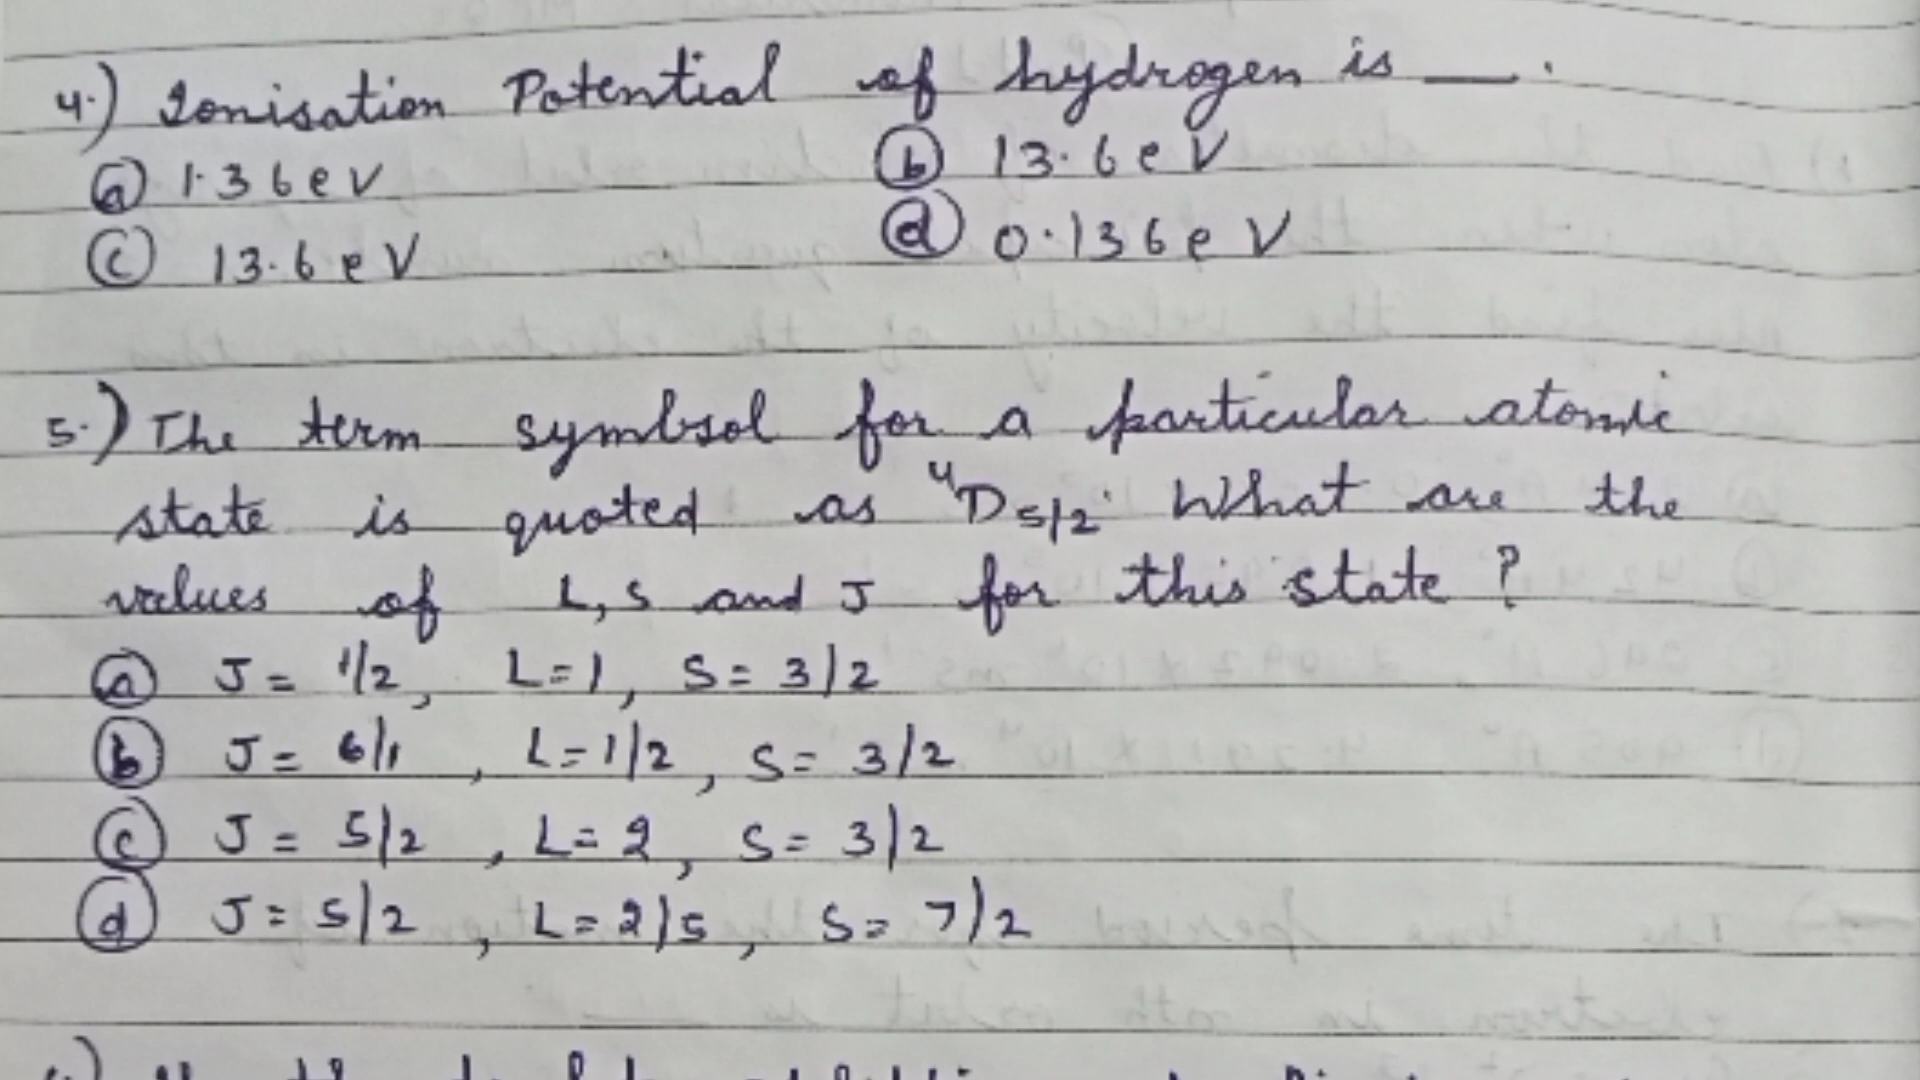 4.) Ionisation Potential of hydrogen is __.
(a) 1.36eV (b) 13.6eV
(c) 13.6eV (d) 0.136eV
5.) The term symbsol for a particular atomic
state is quoted as ⁴D5/2. What are the
values of L, S and J for this state ?
(a) J = 1/2, L=1, S= 3/2
(b) J = 6/1, L=1/2, S= 3/2
(c) J = 5/2, L=2, S= 3/2
(d) J = 5/2, L=2/5, S= 7/2